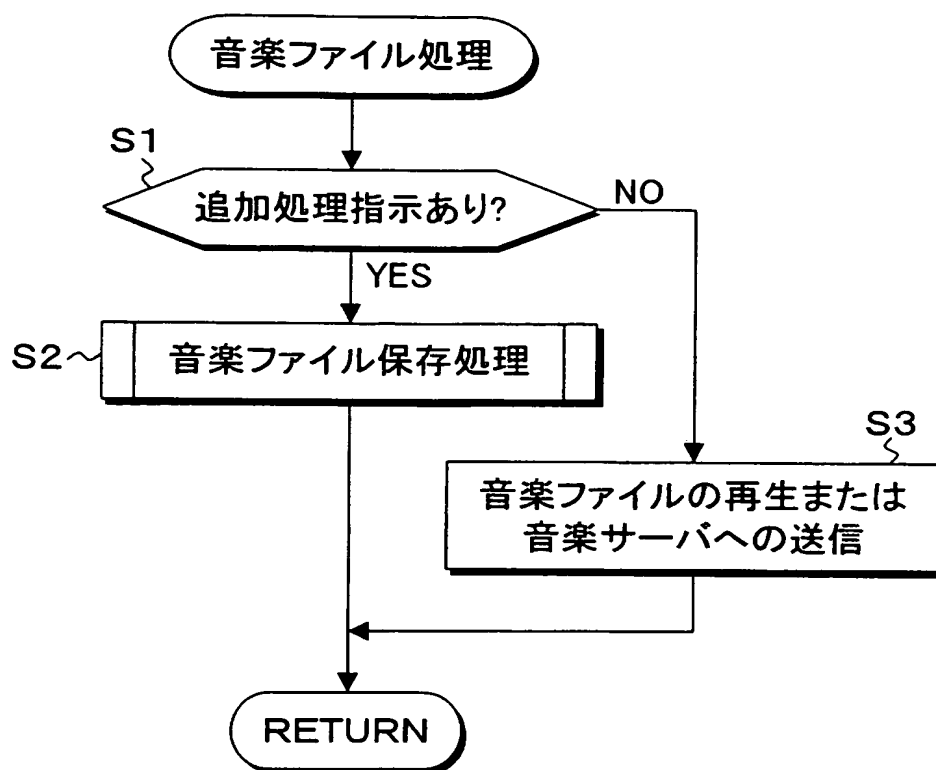 音楽ファイル処理
S1
追加処理指示あり?
NO
YES
S2
音楽ファイル保存処理
S3
音楽ファイルの再生または
音楽サーバへの送信
RETURN